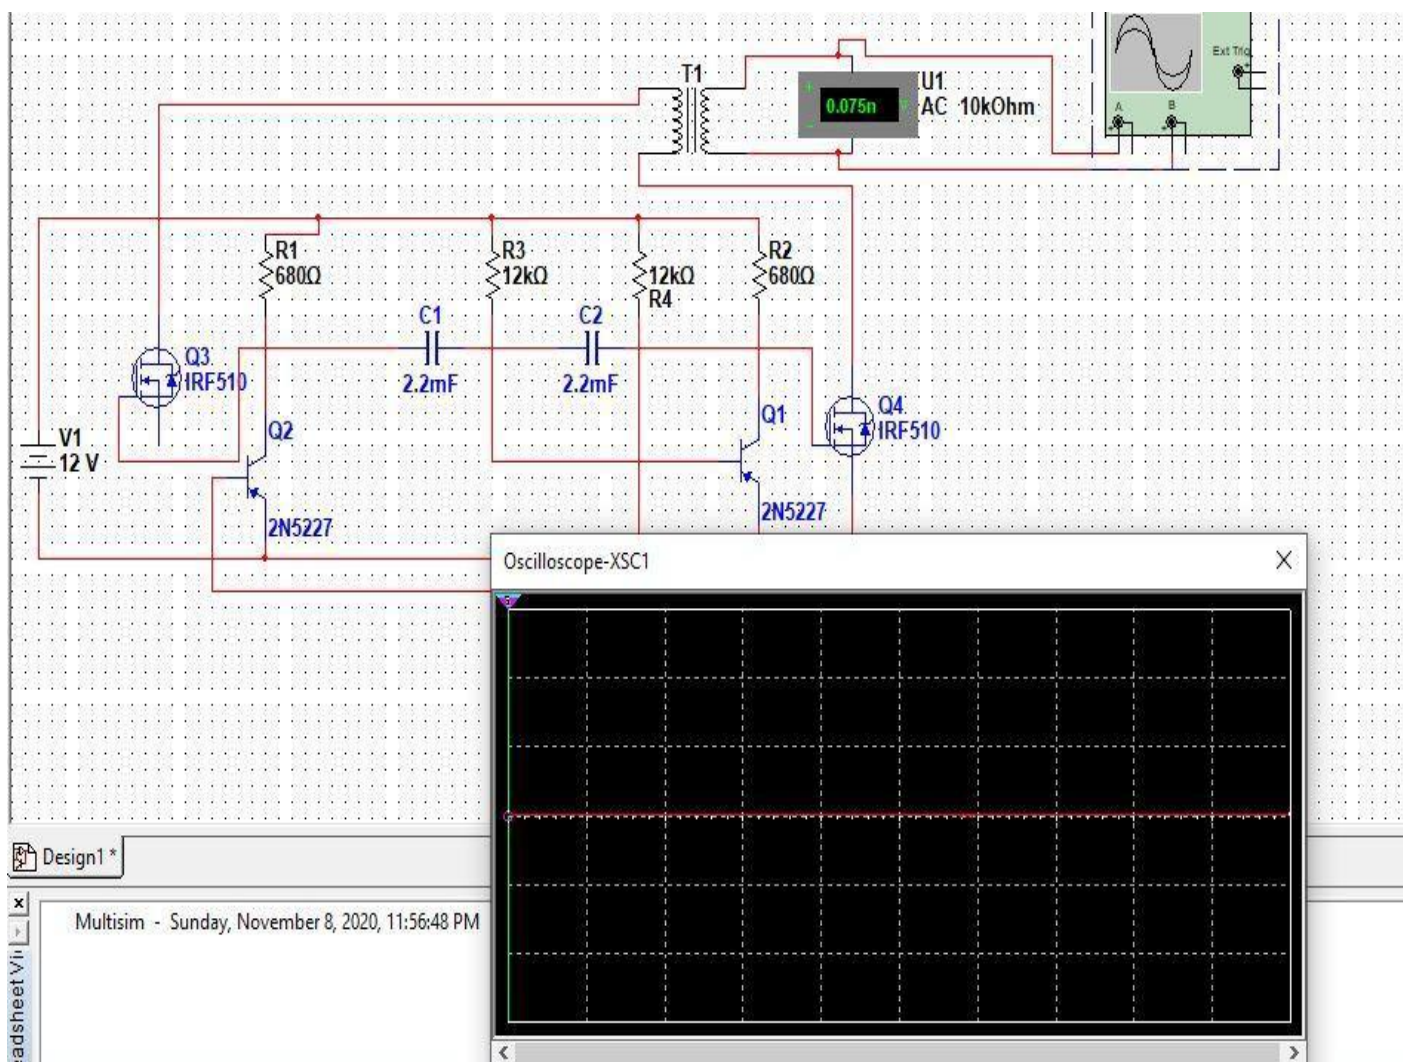 T1
U1
0.075n
V
AC 10kOhm
Ext Trig
A
B
R1
680Ω
R3
12kΩ
12kΩ
R4
R2
680Ω
C1
2.2mF
C2
2.2mF
Q3
IRF510
V1
12 V
Q2
2N5227
Q1
2N5227
Q4
IRF510
Oscilloscope-XSC1
Design1 *
Multisim - Sunday, November 8, 2020, 11:56:48 PM